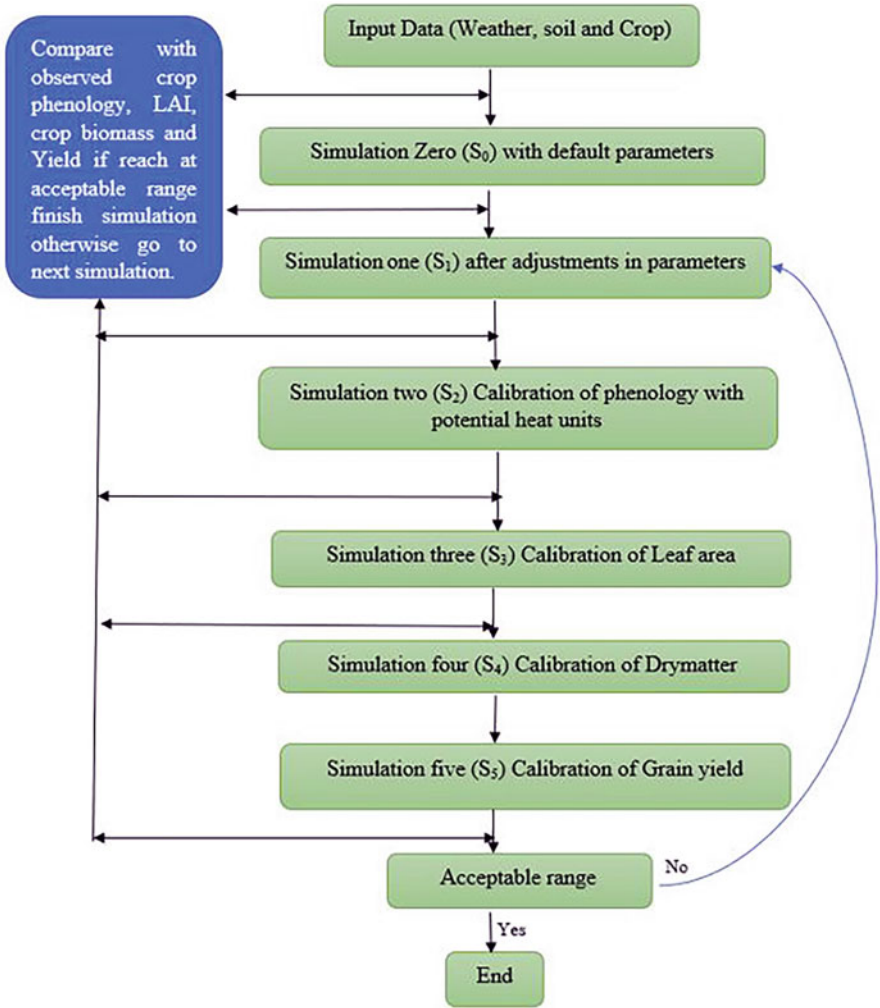 Input Data (Weather, soil and Crop)
Compare with
observed crop
phenology, LAI,
crop biomass and
Yield if reach at
acceptable range
finish simulation
otherwise go to
next simulation.
Simulation Zero (S₀) with default parameters
Simulation one (S₁) after adjustments in parameters
Simulation two (S₂) Calibration of phenology with
potential heat units
Simulation three (S₃) Calibration of Leaf area
Simulation four (S₄) Calibration of Drymatter
Simulation five (S₅) Calibration of Grain yield
Acceptable range
No
Yes
End